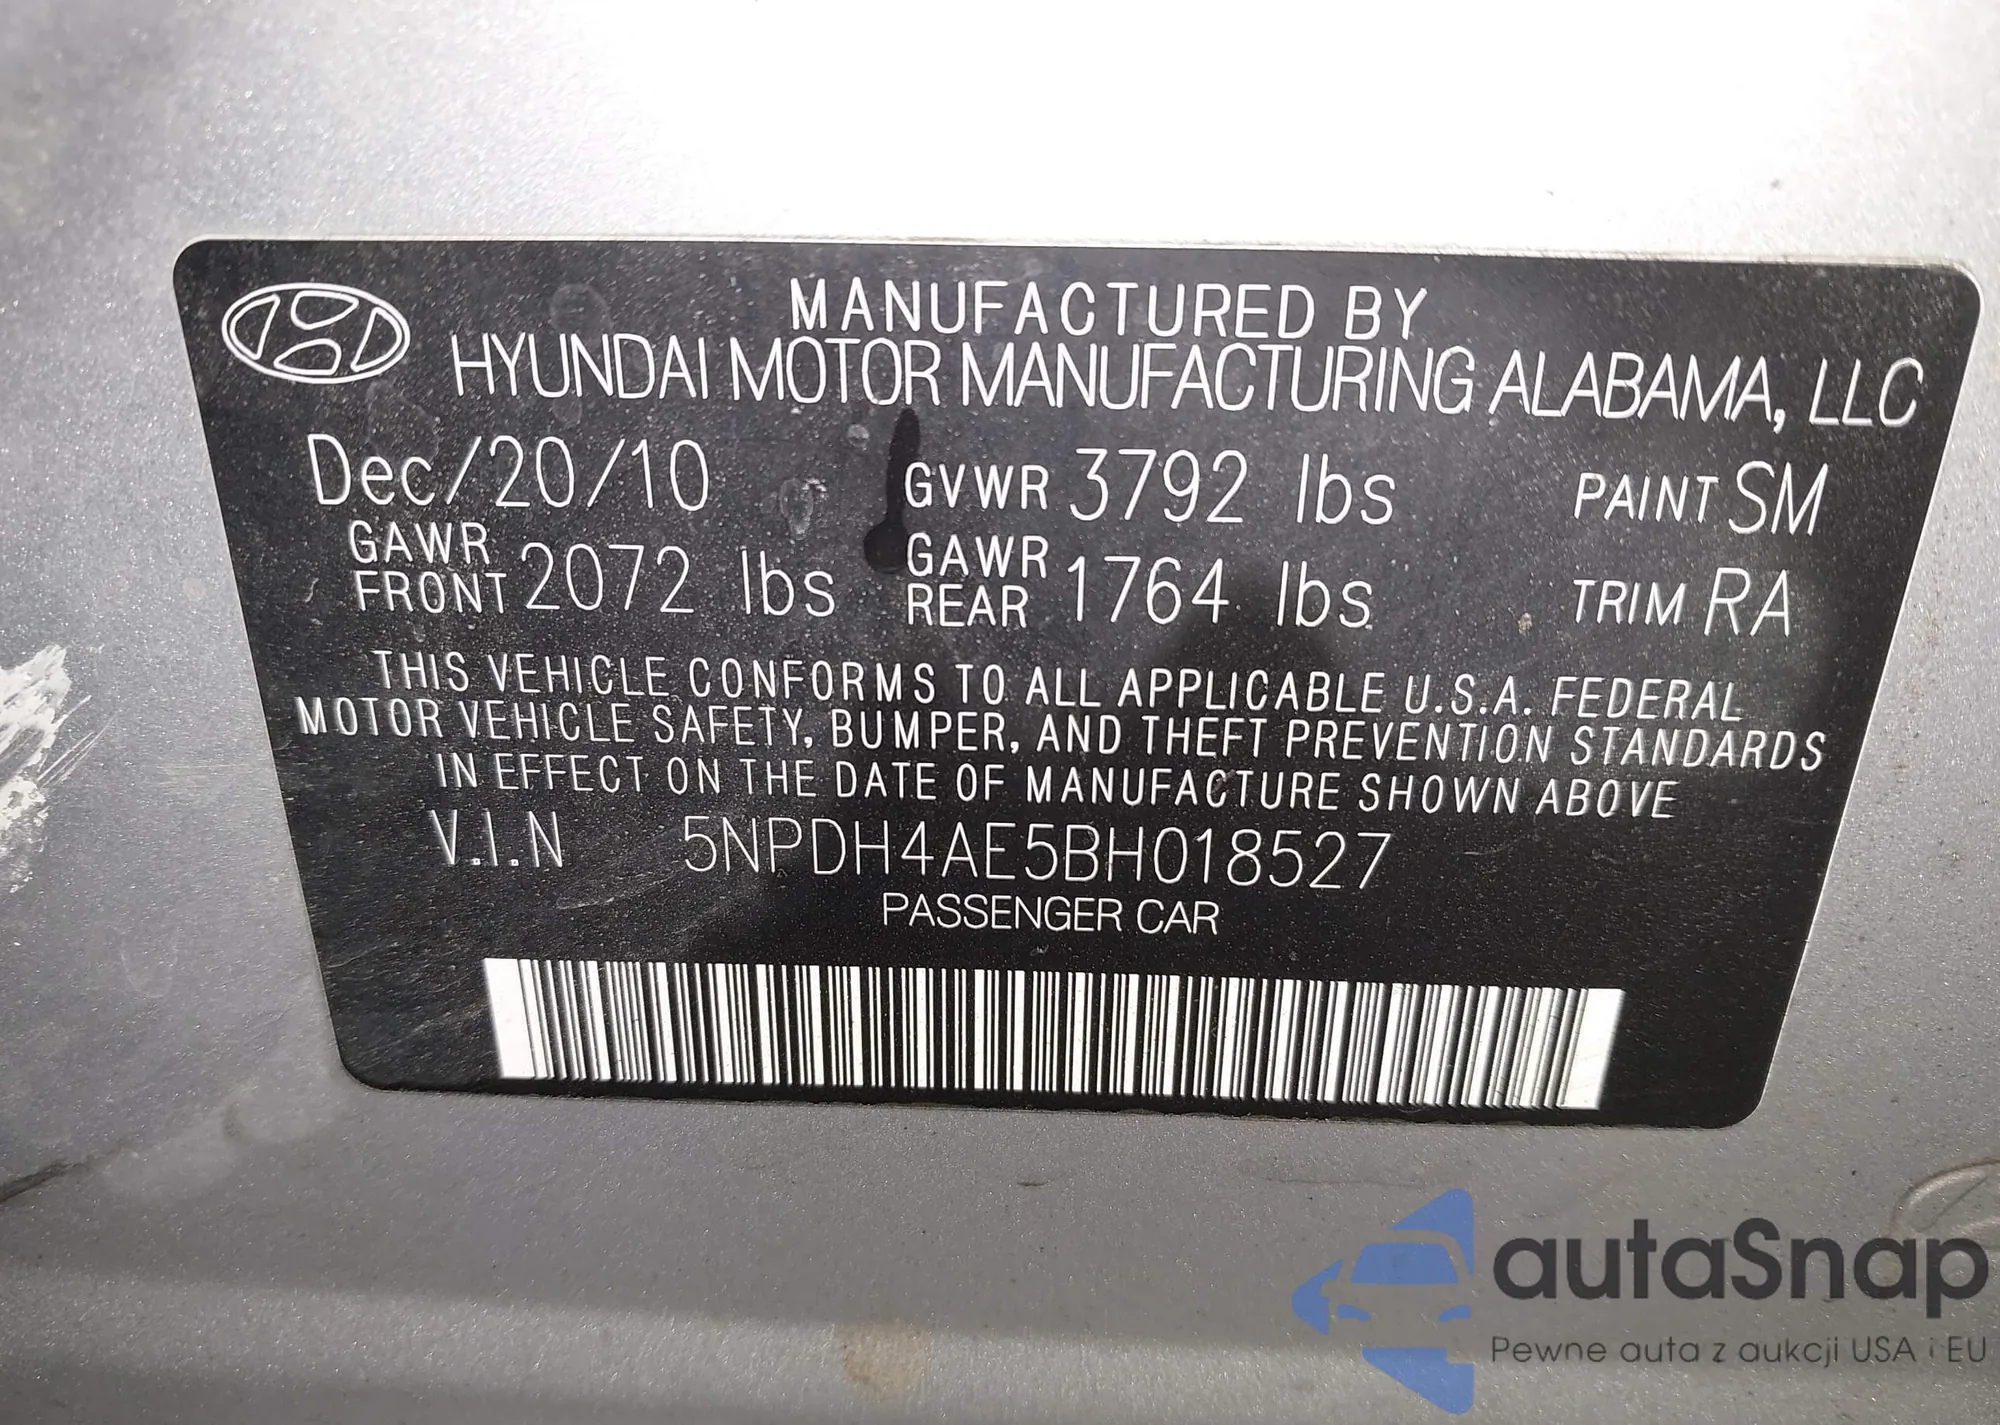 MANUFACTURED BY
HYUNDAI MOTOR MANUFACTURING ALABAMA, LLC
Dec/20/10 GVWR 3792 lbs PAINT SM
GAWR FRONT 2072 lbs GAWR REAR 1764 lbs TRIM RA
THIS VEHICLE CONFORMS TO ALL APPLICABLE U.S.A. FEDERAL
MOTOR VEHICLE SAFETY, BUMPER, AND THEFT PREVENTION STANDARDS
IN EFFECT ON THE DATE OF MANUFACTURE SHOWN ABOVE
V.I.N 5NPDH4AE5BH018527
PASSENGER CAR
autaSnap
Pewne auta z aukcji USA i EU